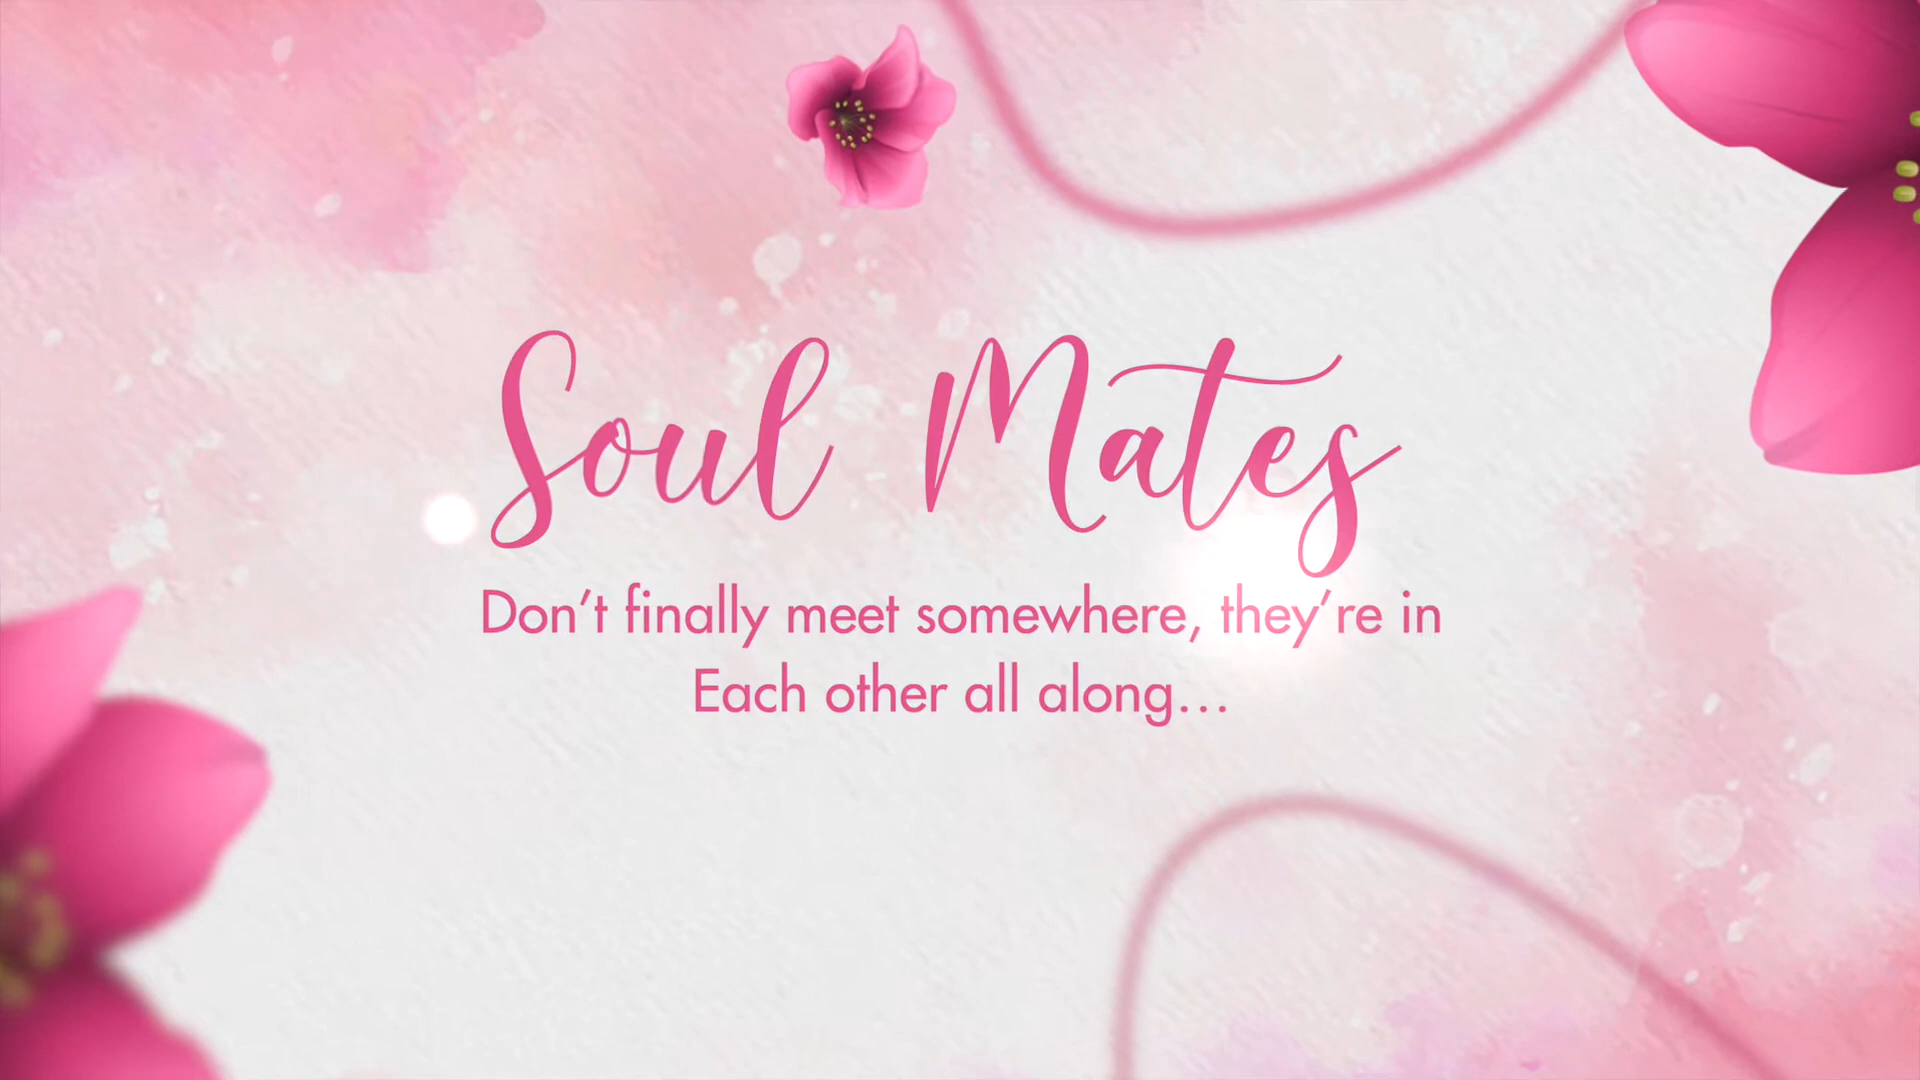 Soul Mates
Don’t finally meet somewhere, they’re in
Each other all along...